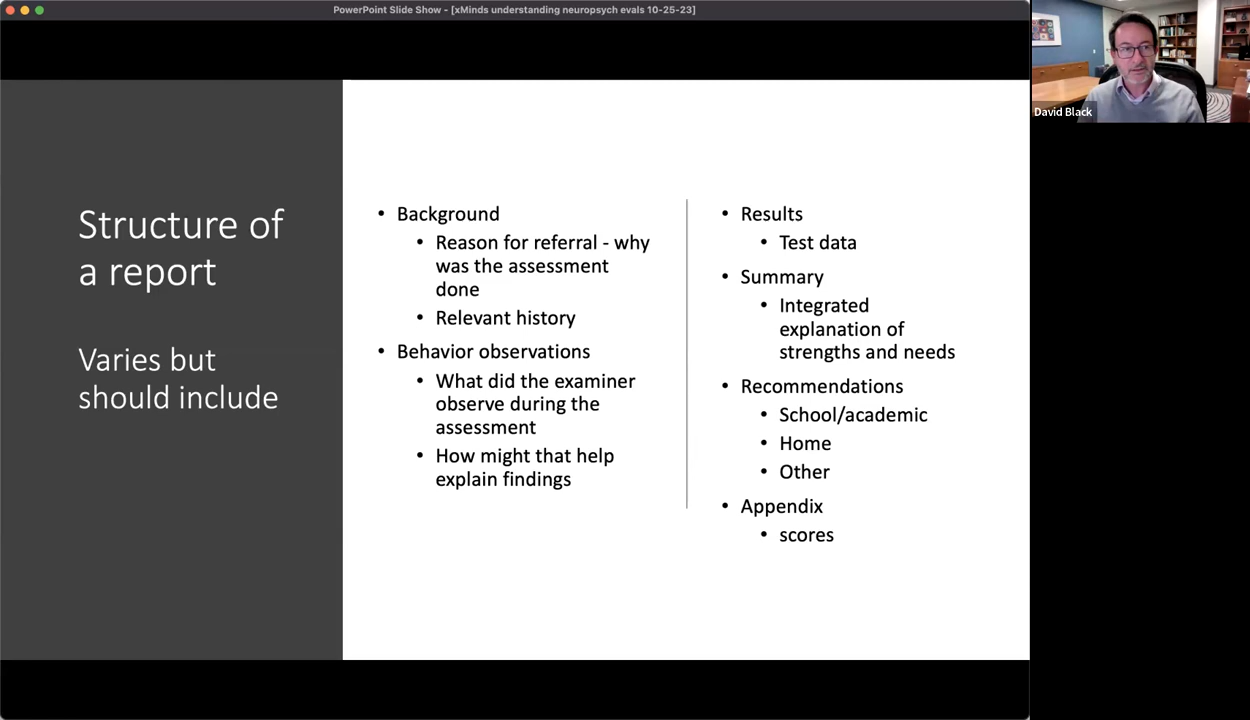 PowerPoint Slide Show - [xMinds understanding neuropsych evals 10-25-23]
David Black
Structure of
a report
Varies but
should include
• Background
• Reason for referral - why
was the assessment
done
• Relevant history
• Behavior observations
• What did the examiner
observe during the
assessment
• How might that help
explain findings
• Results
• Test data
• Summary
• Integrated
explanation of
strengths and needs
• Recommendations
• School/academic
• Home
• Other
• Appendix
• scores